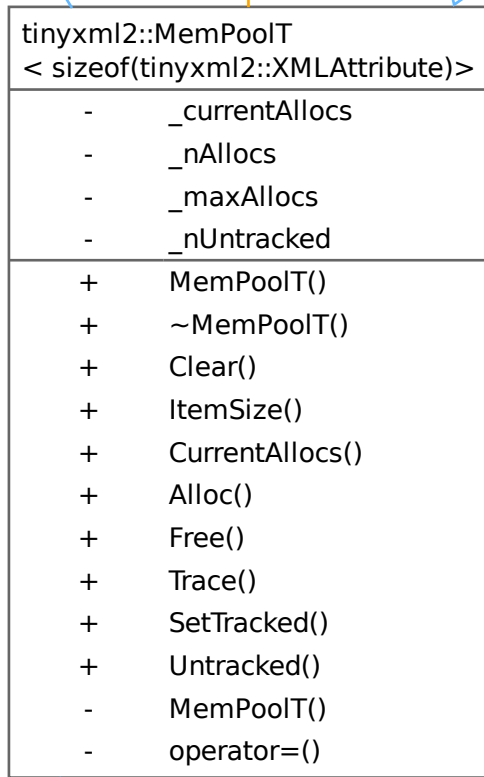 tinyxml2::MemPoolT
< sizeof(tinyxml2::XMLAttribute)>
- _currentAllocs
- _nAllocs
- _maxAllocs
- _nUntracked
+ MemPoolT()
+ ~MemPoolT()
+ Clear()
+ ItemSize()
+ CurrentAllocs()
+ Alloc()
+ Free()
+ Trace()
+ SetTracked()
+ Untracked()
- MemPoolT()
- operator=()